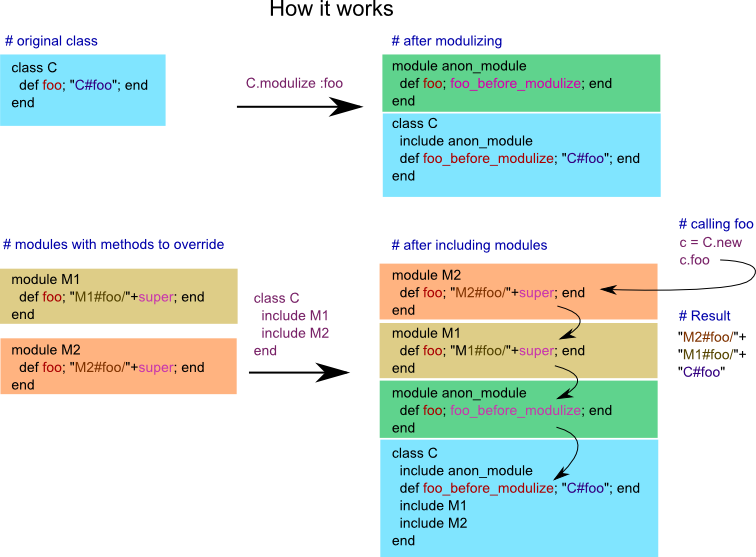 How it works
# original class
class C
def foo; "C#foo"; end
end
C.modulize :foo
# after modulizing
module anon_module
def foo; foo_before_modulize; end
end
class C
include anon_module
def foo_before_modulize; "C#foo"; end
end
# modules with methods to override
module M1
def foo; "M1#foo/"+super; end
end
module M2
def foo; "M2#foo/"+super; end
end
class C
include M1
include M2
end
# after including modules
module M2
def foo; "M2#foo/"+super; end
end
module M1
def foo; "M1#foo/"+super; end
end
module anon_module
def foo; foo_before_modulize; end
end
class C
include anon_module
def foo_before_modulize; "C#foo"; end
include M1
include M2
end
# calling foo
c = C.new
c.foo
# Result
"M2#foo/"+
"M1#foo/"+
"C#foo"